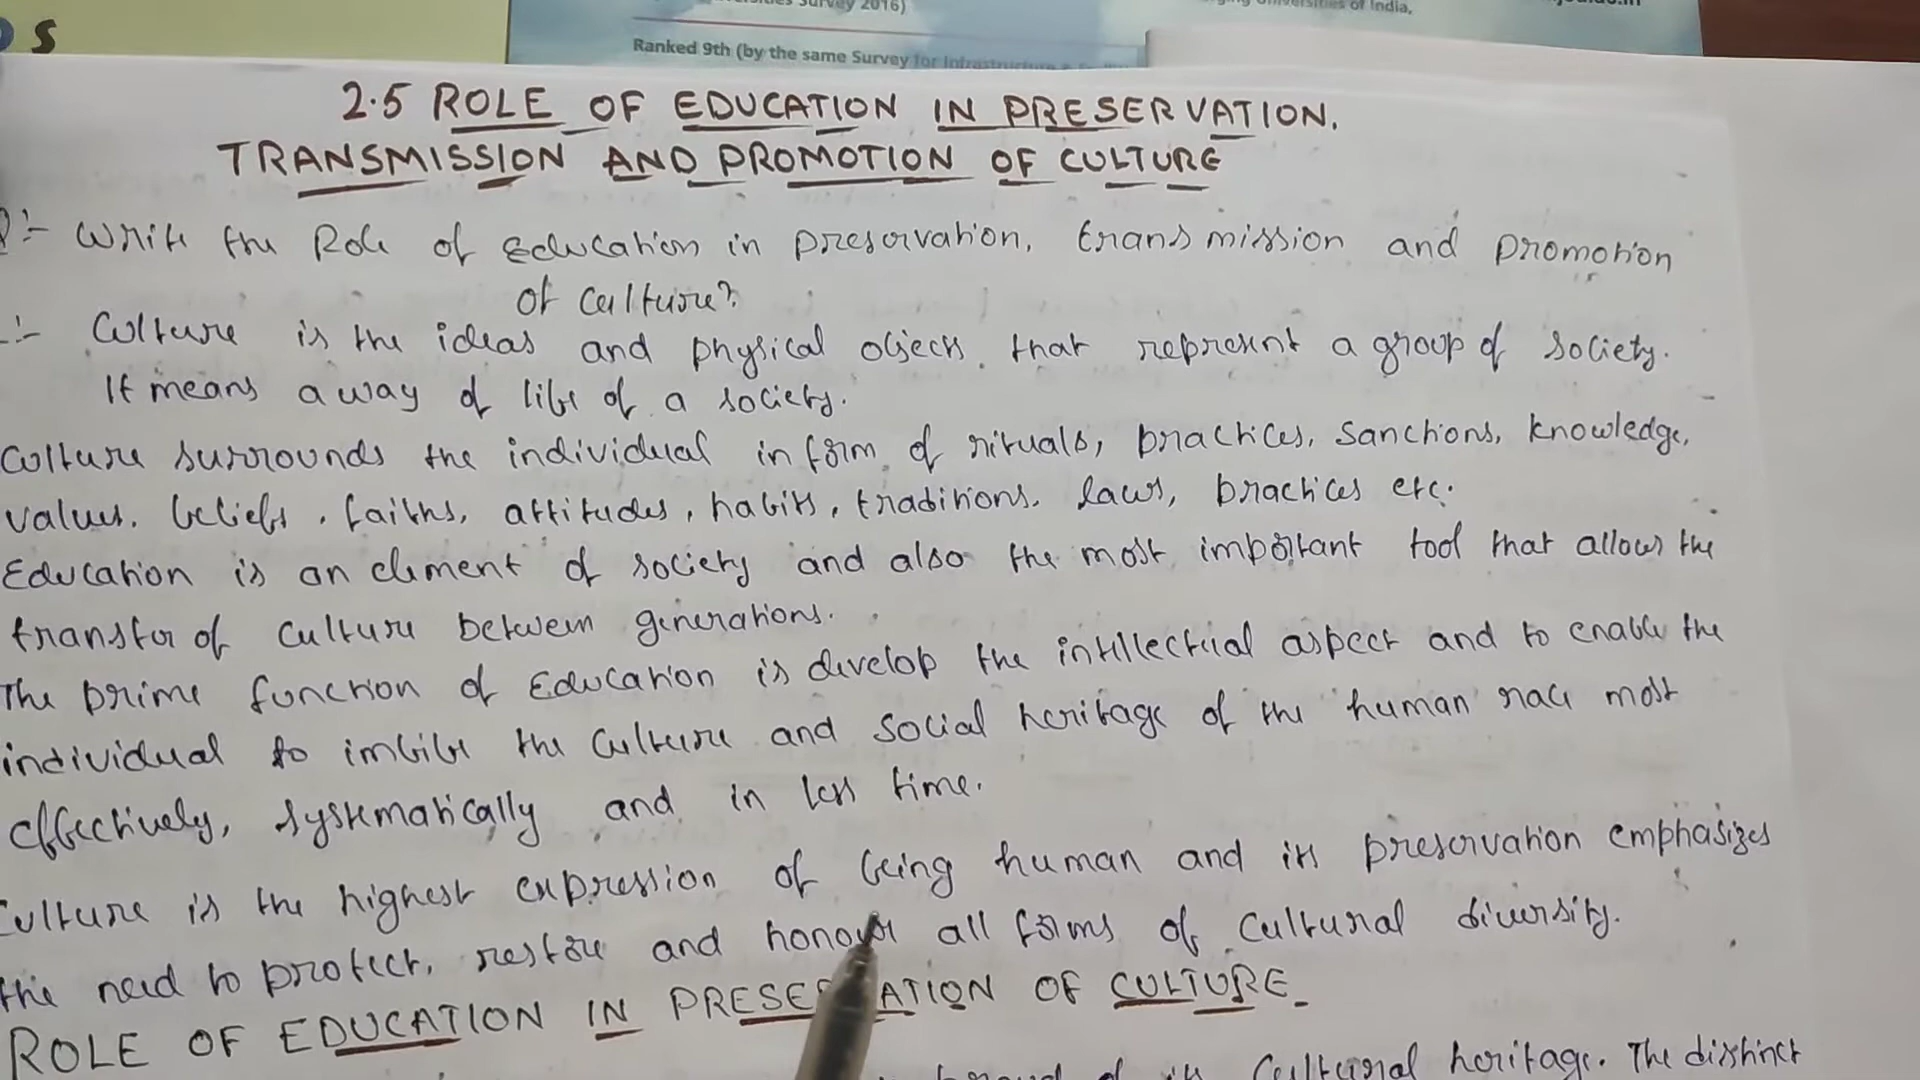 S
Survey 2016)
Universities of India,
Ranked 9th (by the same Survey for Infrastructure
2.5 ROLE OF EDUCATION IN PRESERVATION,
TRANSMISSION AND PROMOTION OF CULTURE
:- Write the Role of Education in preservation, transmission and promotion
of culture?
:- Culture is the ideas and physical objects that represent a group of society.
It means a way of life of a society.
Culture surrounds the individual in form of rituals, practices, sanctions, knowledge,
values, beliefs, faiths, attitudes, habits, traditions, laws, practices etc.
Education is an element of society and also the most important tool that allows the
transfer of culture between generations.
The prime function of Education is develop the intellectual aspect and to enable the
individual to imbibe the culture and social heritage of the human race most
effectively, systematically and in less time.
Culture is the highest expression of being human and its preservation emphasizes
the need to protect, restore and honour all forms of cultural diversity.
ROLE OF EDUCATION IN PRESERVATION OF CULTURE
of its Cultural heritage. The distinct